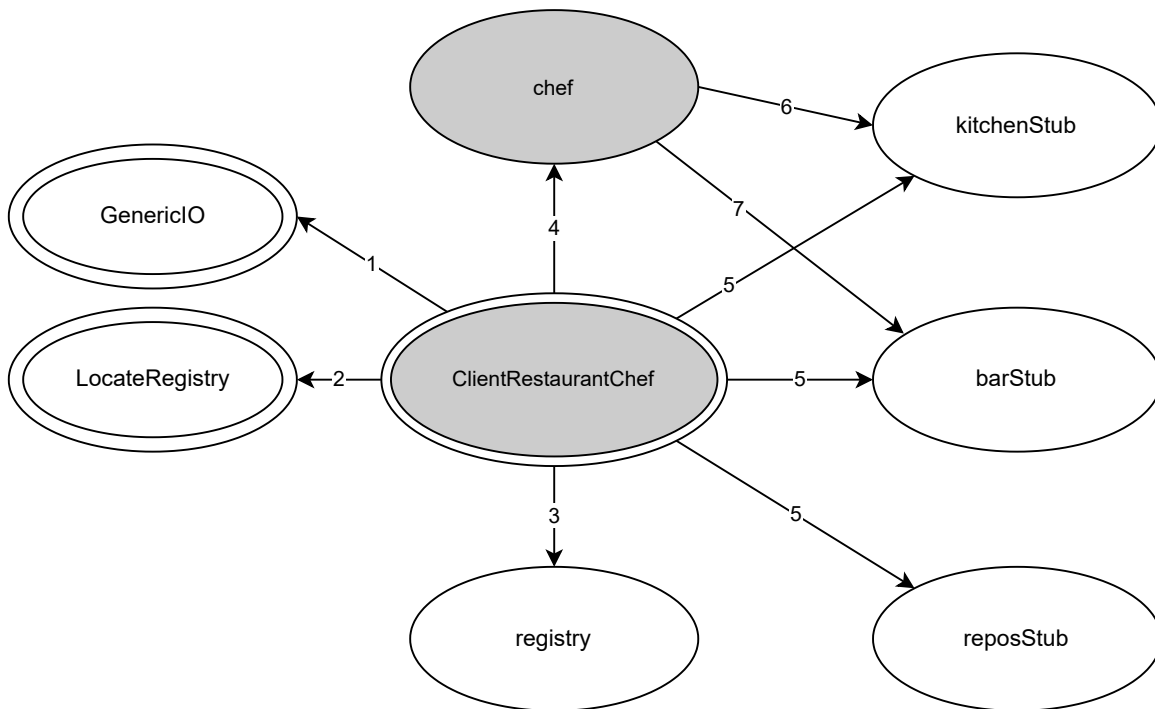 chef
6
kitchenStub
GenericIO
7
1
4
5
LocateRegistry
2
ClientRestaurantChef
5
barStub
3
5
registry
reposStub